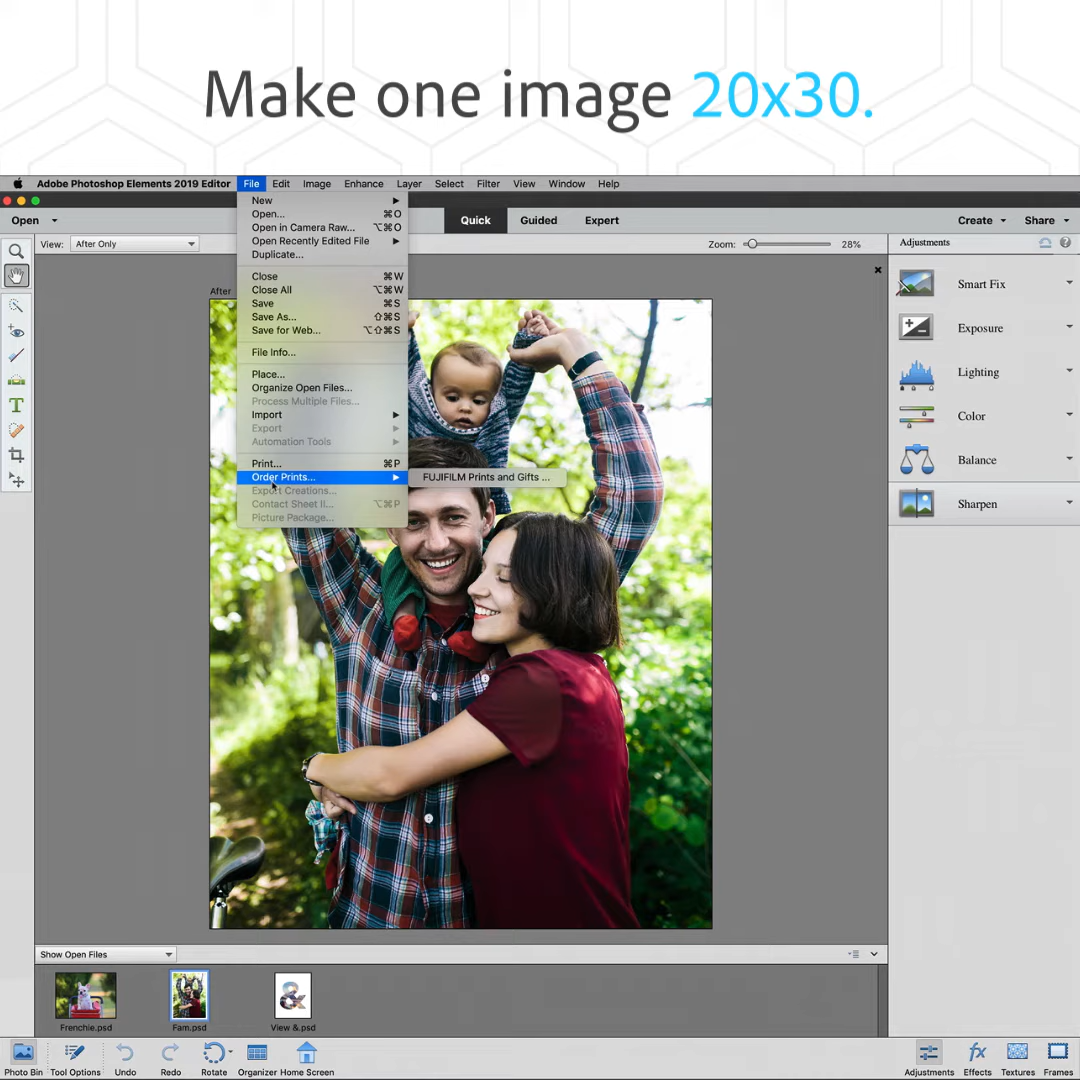 Make one image 20x30.
Adobe Photoshop Elements 2019 Editor File Edit Image Enhance Layer Select Filter View Window Help
Open Quick Guided Expert Create Share
View: After Only Zoom: 28% Adjustments
After
New
Open... ⌘O
Open in Camera Raw... ⌥⌘O
Open Recently Edited File
Duplicate...
Close ⌘W
Close All ⌥⌘W
Save ⌘S
Save As... ⇧⌘S
Save for Web... ⌥⇧⌘S
File Info...
Place...
Organize Open Files...
Process Multiple Files...
Import
Export
Automation Tools
Print... ⌘P
Order Prints... FUJIFILM Prints and Gifts ...
Export Creations...
Contact Sheet II... ⌥⌘P
Picture Package...
Smart Fix
Exposure
Lighting
Color
Balance
Sharpen
Show Open Files
Frenchie.psd Fam.psd View &.psd
Photo Bin Tool Options Undo Redo Rotate Organizer Home Screen Adjustments Effects Textures Frames